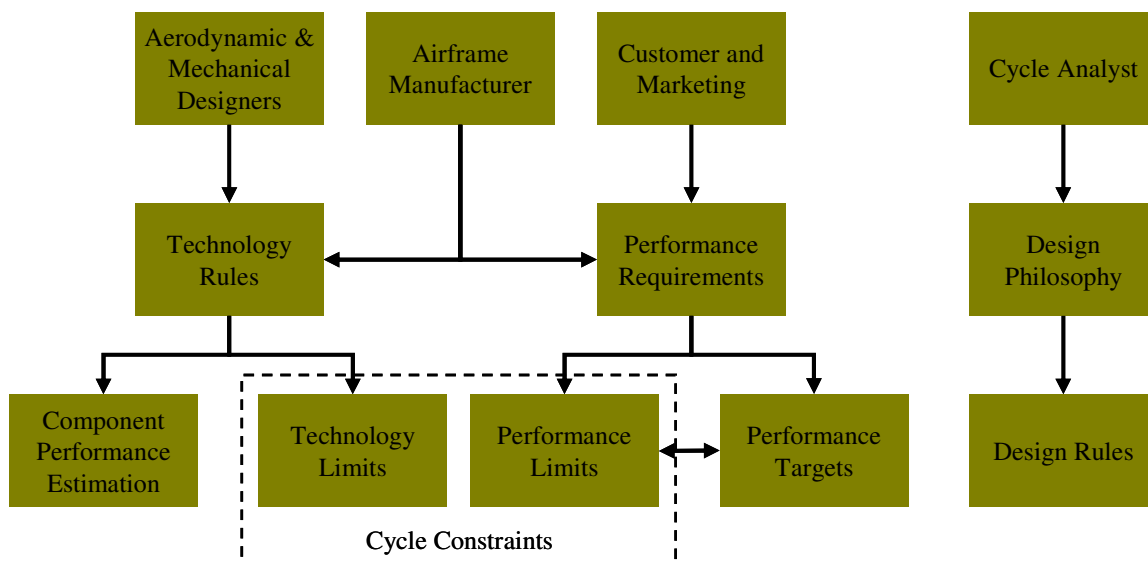 Aerodynamic &
Mechanical
Designers
Airframe
Manufacturer
Customer and
Marketing
Cycle Analyst
Technology
Rules
Performance
Requirements
Design
Philosophy
Component
Performance
Estimation
Technology
Limits
Performance
Limits
Performance
Targets
Design Rules
Cycle Constraints